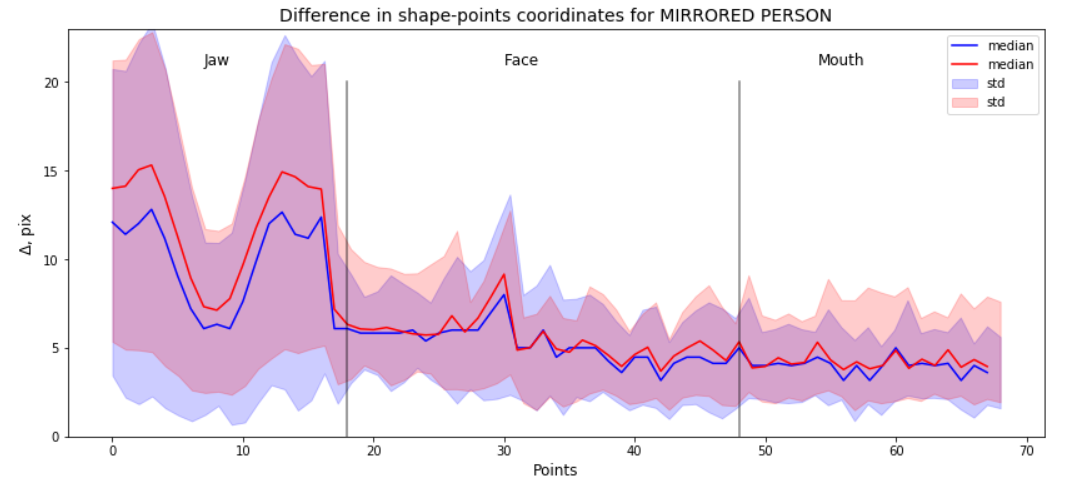 Difference in shape-points cooridinates for MIRRORED PERSON
Jaw
Face
Mouth
median
median
std
std
Δ, pix
20
15
10
5
0
0 10 20 30 40 50 60 70
Points